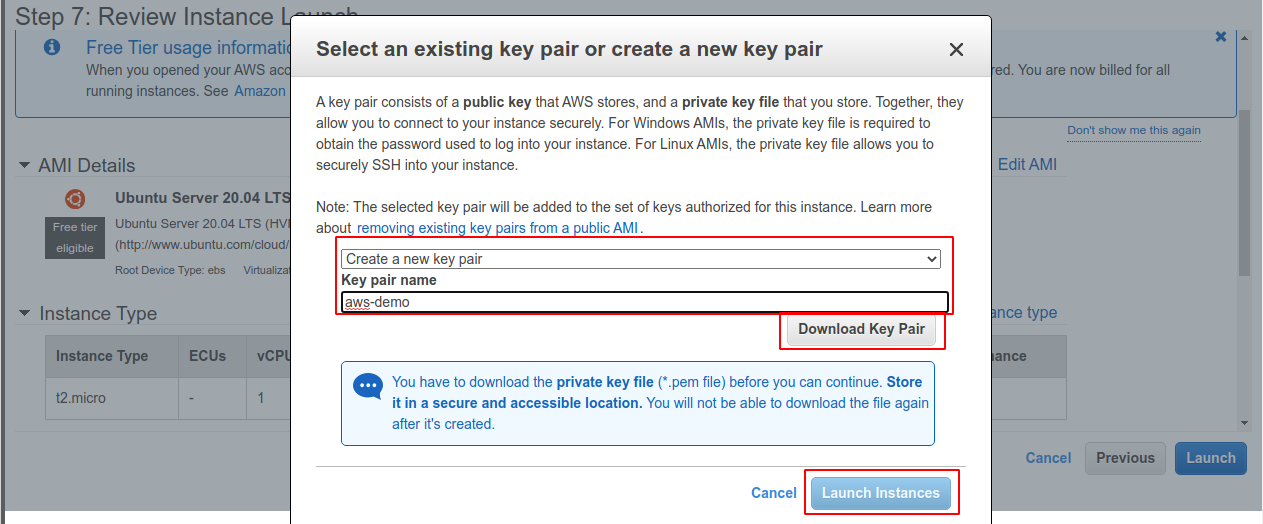 Step 7: Review Instance Launch
Free Tier usage informatio
When you opened your AWS acc
running instances. See Amazon
red. You are now billed for all
Don't show me this again
AMI Details
Edit AMI
Ubuntu Server 20.04 LTS
Free tier
eligible
Ubuntu Server 20.04 LTS (HVM
(http://www.ubuntu.com/cloud/
Root Device Type: ebs Virtualizat
Instance Type
ance type
Instance Type ECUs vCPU
ance
t2.micro - 1
Cancel Previous Launch
Select an existing key pair or create a new key pair
A key pair consists of a public key that AWS stores, and a private key file that you store. Together, they
allow you to connect to your instance securely. For Windows AMIs, the private key file is required to
obtain the password used to log into your instance. For Linux AMIs, the private key file allows you to
securely SSH into your instance.
Note: The selected key pair will be added to the set of keys authorized for this instance. Learn more
about removing existing key pairs from a public AMI.
Create a new key pair
Key pair name
aws-demo
Download Key Pair
You have to download the private key file (*.pem file) before you can continue. Store
it in a secure and accessible location. You will not be able to download the file again
after it's created.
Cancel Launch Instances